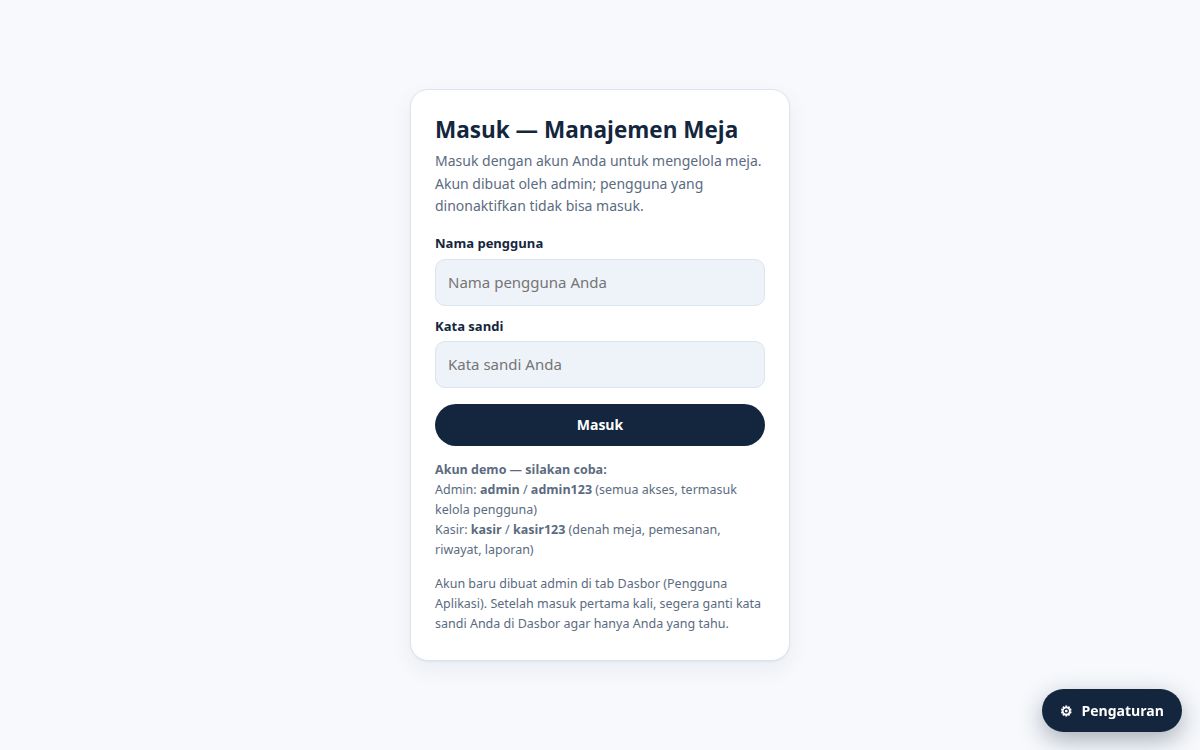 Masuk — Manajemen Meja
Masuk dengan akun Anda untuk mengelola meja.
Akun dibuat oleh admin; pengguna yang
dinonaktifkan tidak bisa masuk.
Nama pengguna
Nama pengguna Anda
Kata sandi
Kata sandi Anda
Masuk
Akun demo — silakan coba:
Admin: admin / admin123 (semua akses, termasuk
kelola pengguna)
Kasir: kasir / kasir123 (denah meja, pemesanan,
riwayat, laporan)
Akun baru dibuat admin di tab Dasbor (Pengguna
Aplikasi). Setelah masuk pertama kali, segera ganti kata
sandi Anda di Dasbor agar hanya Anda yang tahu.
⚙ Pengaturan